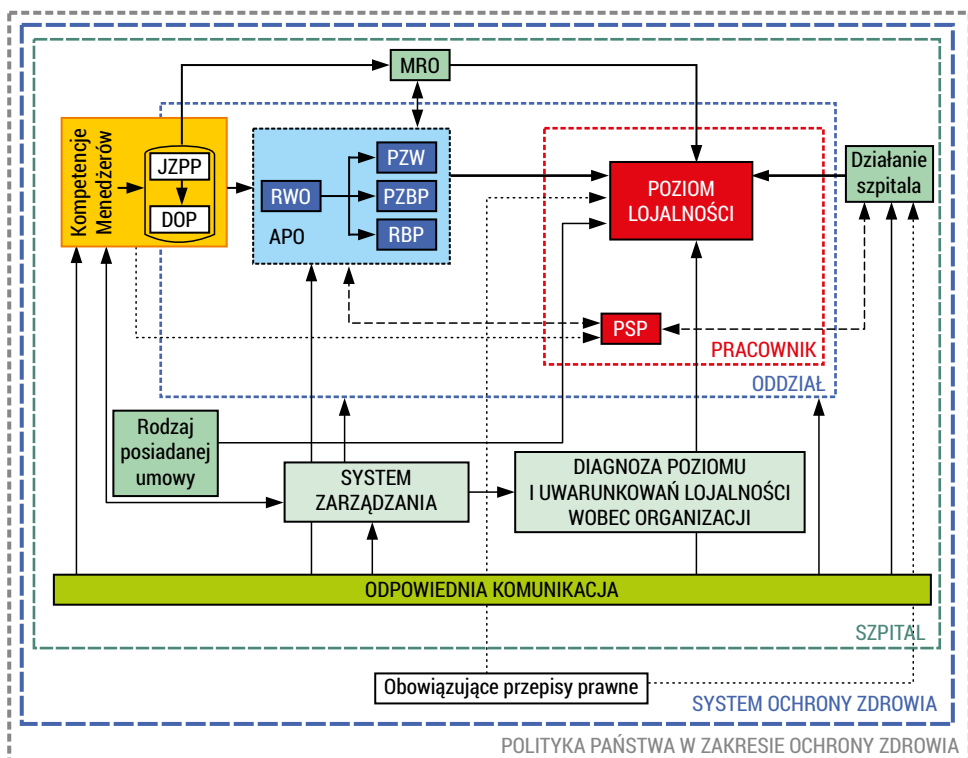 MRO
Kompetencje
Menedżerów
JZPP
DOP
RWO
APO
PZW
PZBP
RBP
POZIOM
LOJALNOŚCI
Działanie
szpitala
PSP
PRACOWNIK
ODDZIAŁ
Rodzaj
posiadanej
umowy
SYSTEM
ZARZĄDZANIA
DIAGNOZA POZIOMU
I UWARUNKOWAŃ LOJALNOŚCI
WOBEC ORGANIZACJI
ODPOWIEDNIA KOMUNIKACJA
SZPITAL
Obowiązujące przepisy prawne
SYSTEM OCHRONY ZDROWIA
POLITYKA PAŃSTWA W ZAKRESIE OCHRONY ZDROWIA